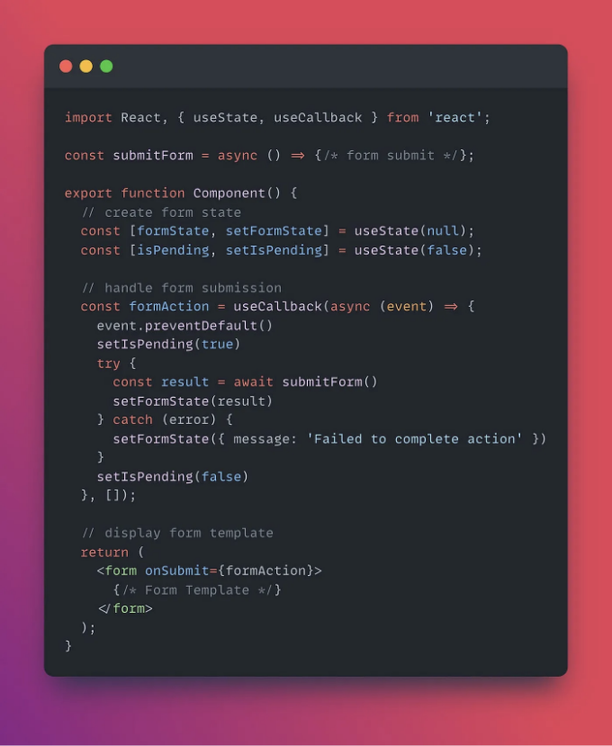 import React, { useState, useCallback } from 'react';
const submitForm = async () => {/* form submit */};
export function Component() {
// create form state
const [formState, setFormState] = useState(null);
const [isPending, setIsPending] = useState(false);
// handle form submission
const formAction = useCallback(async (event) => {
event.preventDefault()
setIsPending(true)
try {
const result = await submitForm()
setFormState(result)
} catch (error) {
setFormState({ message: 'Failed to complete action' })
}
setIsPending(false)
}, []);
// display form template
return (
<form onSubmit={formAction}>
{/* Form Template */}
</form>
);
}